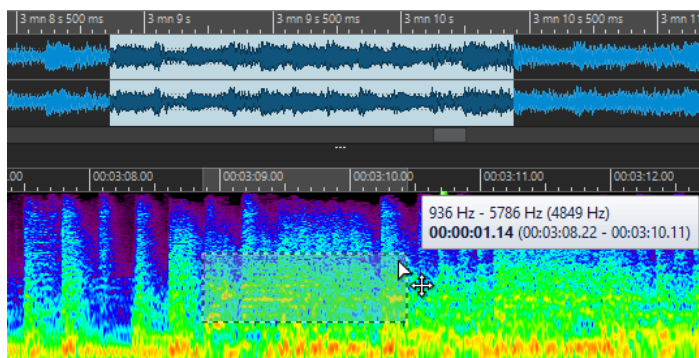 3 mn 8 s 500 ms 3 mn 9 s 3 mn 9 s 500 ms 3 mn 10 s 3 mn 10 s 500 ms 3 mn 11
.00 00:03:08.00 00:03:09.00 00:03:10.00 00:03:11.00 00:03:12.00
936 Hz - 5786 Hz (4849 Hz)
00:00:01.14 (00:03:08.22 - 00:03:10.11)